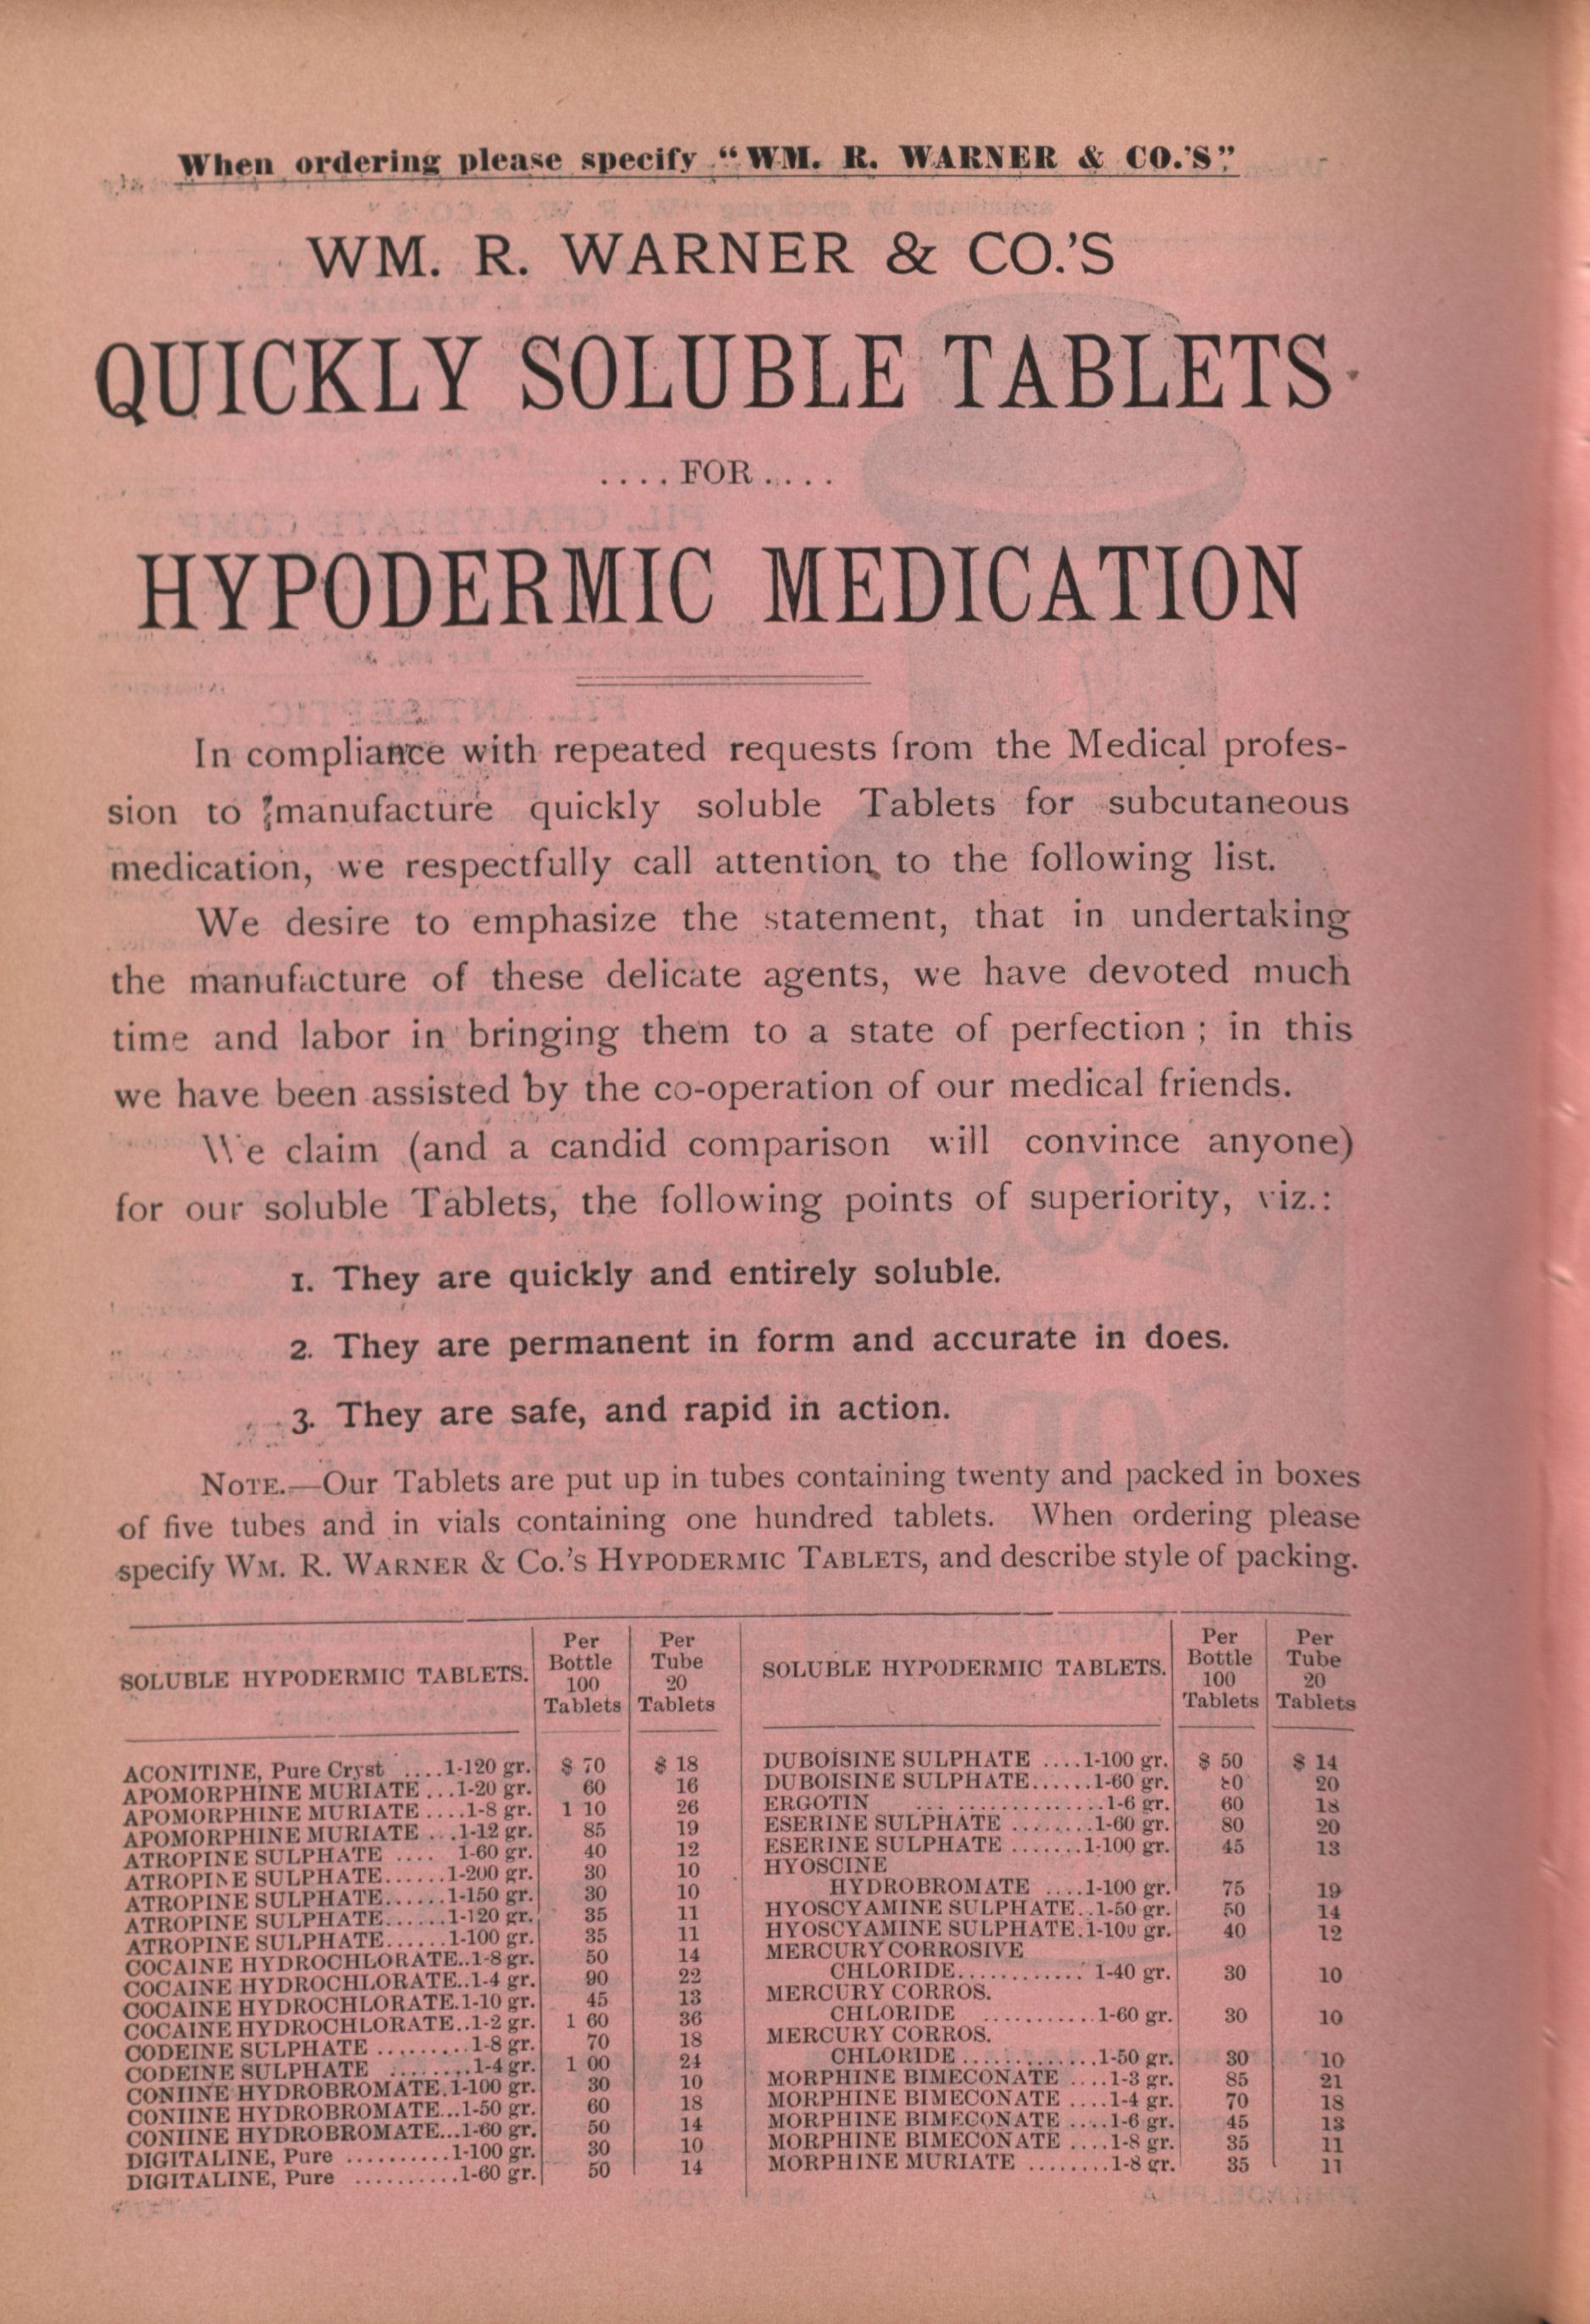 When ordering please specify "WM. R. WARNER & CO.'S"
WM. R. WARNER & CO.'S
QUICKLY SOLUBLE TABLETS
....FOR....
HYPODERMIC MEDICATION
In compliance with repeated requests from the Medical profes-
sion to manufacture quickly soluble Tablets for subcutaneous
medication, we respectfully call attention to the following list.
We desire to emphasize the statement, that in undertaking
the manufacture of these delicate agents, we have devoted much
time and labor in bringing them to a state of perfection; in this
we have been assisted by the co-operation of our medical friends.
We claim (and a candid comparison will convince anyone)
for our soluble Tablets, the following points of superiority, viz.:
1. They are quickly and entirely soluble.
2. They are permanent in form and accurate in does.
3. They are safe, and rapid in action.
NOTE.—Our Tablets are put up in tubes containing twenty and packed in boxes
of five tubes and in vials containing one hundred tablets. When ordering please
specify WM. R. WARNER & CO.'S HYPODERMIC TABLETS, and describe style of packing.
SOLUBLE HYPODERMIC TABLETS. Per Bottle 100 Tablets Per Tube 20 Tablets
ACONITINE, Pure Cryst ....1-120 gr. $ 70 $ 18
APOMORPHINE MURIATE ...1-20 gr. 60 16
APOMORPHINE MURIATE ....1-8 gr. 1 10 26
APOMORPHINE MURIATE ...1-12 gr. 85 19
ATROPINE SULPHATE .... 1-60 gr. 40 12
ATROPINE SULPHATE......1-200 gr. 30 10
ATROPINE SULPHATE......1-150 gr. 30 10
ATROPINE SULPHATE......1-120 gr. 35 11
ATROPINE SULPHATE......1-100 gr. 35 11
COCAINE HYDROCHLORATE..1-8 gr. 50 14
COCAINE HYDROCHLORATE..1-4 gr. 90 22
COCAINE HYDROCHLORATE.1-10 gr. 45 13
COCAINE HYDROCHLORATE..1-2 gr. 1 60 36
CODEINE SULPHATE .........1-8 gr. 70 18
CODEINE SULPHATE ........1-4 gr. 1 00 24
CONIINE HYDROBROMATE.1-100 gr. 30 10
CONIINE HYDROBROMATE...1-50 gr. 60 18
CONIINE HYDROBROMATE...1-60 gr. 50 14
DIGITALINE, Pure ..........1-100 gr. 30 10
DIGITALINE, Pure ..........1-60 gr. 50 14
SOLUBLE HYPODERMIC TABLETS. Per Bottle 100 Tablets Per Tube 20 Tablets
DUBOISINE SULPHATE ....1-100 gr. $ 50 $ 14
DUBOISINE SULPHATE......1-60 gr. 80 20
ERGOTIN ... ..............1-6 gr. 60 18
ESERINE SULPHATE ........1-60 gr. 80 20
ESERINE SULPHATE .......1-100 gr. 45 13
HYOSCINE
HYDROBROMATE ....1-100 gr. 75 19
HYOSCYAMINE SULPHATE..1-50 gr. 50 14
HYOSCYAMINE SULPHATE.1-100 gr. 40 12
MERCURY CORROSIVE
CHLORIDE............ 1-40 gr. 30 10
MERCURY CORROS.
CHLORIDE ...........1-60 gr. 30 10
MERCURY CORROS.
CHLORIDE.............1-50 gr. 30 10
MORPHINE BIMECONATE ....1-3 gr. 85 21
MORPHINE BIMECONATE ....1-4 gr. 70 18
MORPHINE BIMECONATE ....1-6 gr. 45 13
MORPHINE BIMECONATE ....1-8 gr. 35 11
MORPHINE MURIATE ........1-8 gr. 35 11